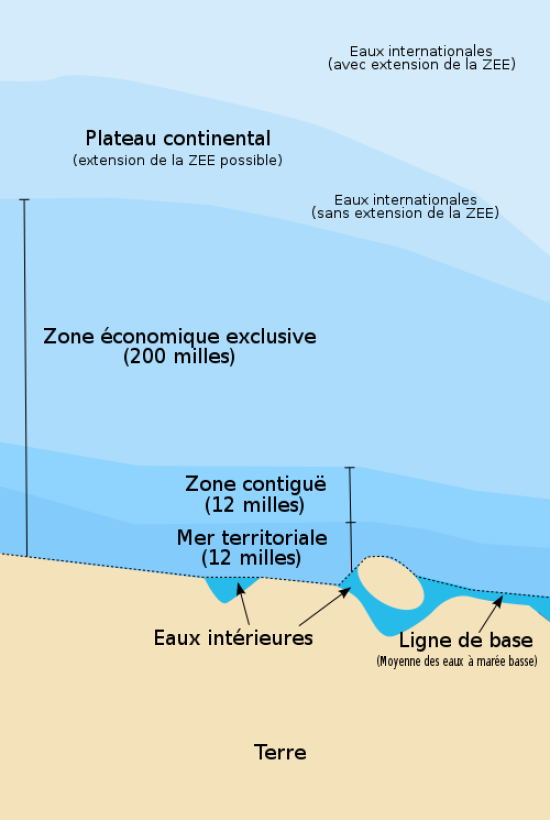 Eaux internationales
(avec extension de la ZEE)
Plateau continental
(extension de la ZEE possible)
Eaux internationales
(sans extension de la ZEE)
Zone économique exclusive
(200 milles)
Zone contiguë
(12 milles)
Mer territoriale
(12 milles)
Eaux intérieures
Ligne de base
(Moyenne des eaux à marée basse)
Terre